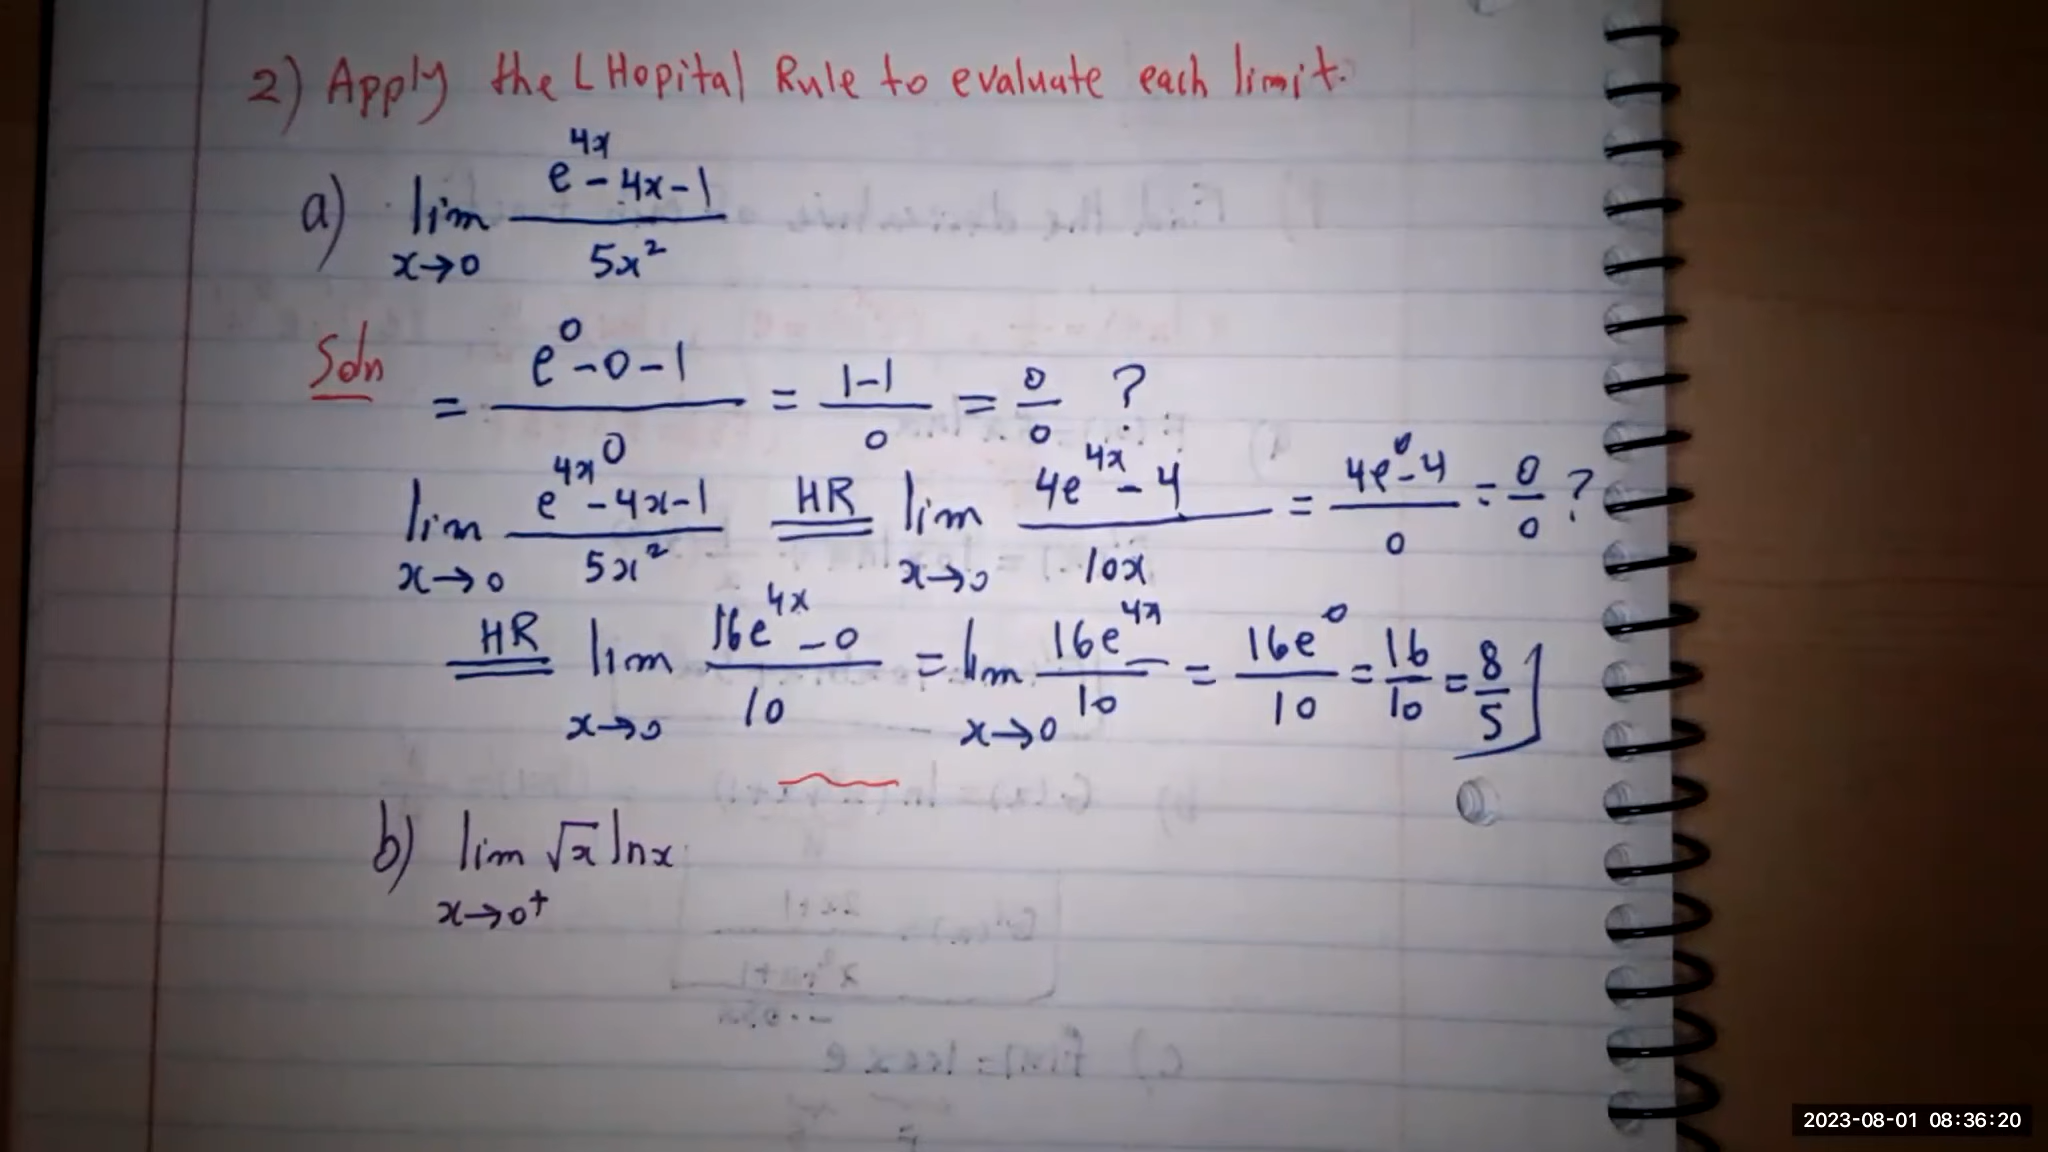 2) Apply the L Hopital Rule to evaluate each limit.
a) lim x→0 (e^{4x} - 4x - 1) / 5x²
Soln = (e^0 - 0 - 1) / 0 = (1 - 1) / 0 = 0/0 ?
lim x→0 (e^{4x} - 4x - 1) / 5x² HR lim x→0 (4e^{4x} - 4) / 10x = (4e^0 - 4) / 0 = 0/0 ?
HR lim x→0 (16e^{4x} - 0) / 10 = lim x→0 16e^{4x} / 10 = 16e^0 / 10 = 16/10 = 8/5
b) lim x→0⁺ √x ln x
2023-08-01 08:36:20